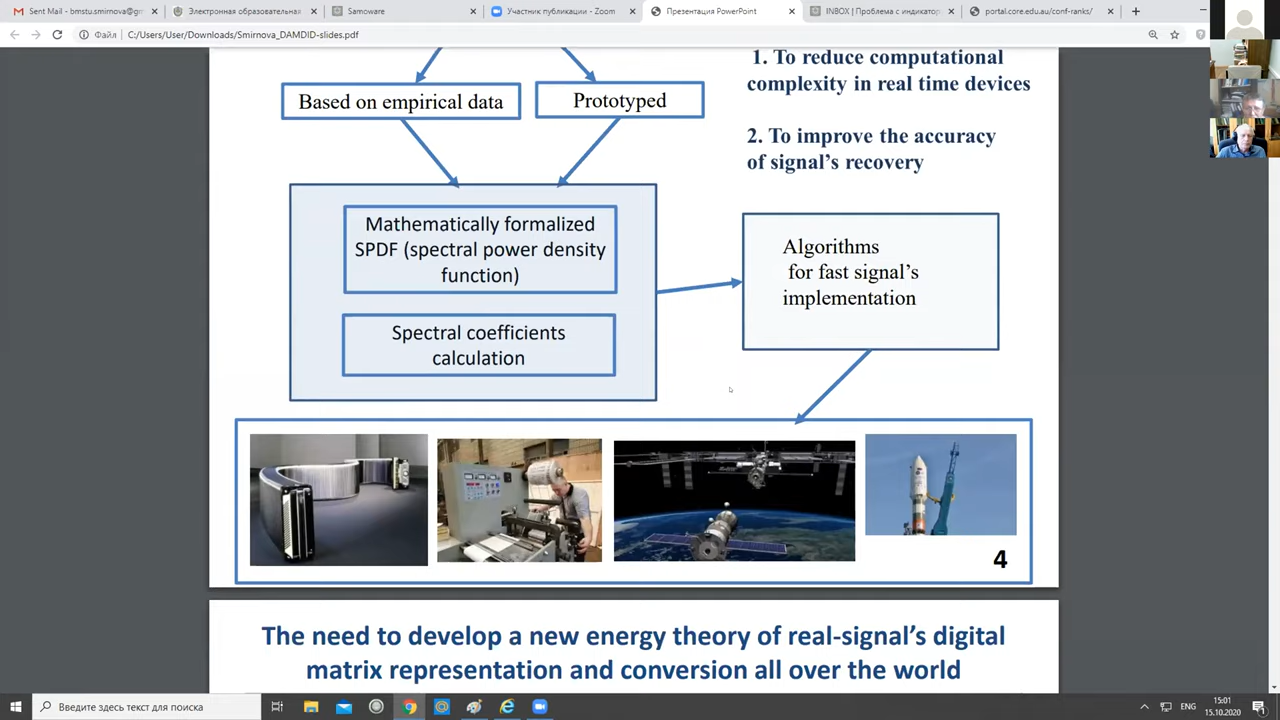 Sent Mail - bmstu.smirnova@gm
Электронная образовательная
Samoware
Участник публикации - Zoom
Презентация PowerPoint
INBOX | Проблема с индикатор
portal.core.edu.au/conf-ranks/
Файл | C:/Users/User/Downloads/Smirnova_DAMDID-slides.pdf
1. To reduce computational
complexity in real time devices
Based on empirical data
Prototyped
2. To improve the accuracy
of signal's recovery
Mathematically formalized
SPDF (spectral power density
function)
Spectral coefficients
calculation
Algorithms
for fast signal's
implementation
4
The need to develop a new energy theory of real-signal's digital
matrix representation and conversion all over the world
Введите здесь текст для поиска
ENG
15:01
15.10.2020